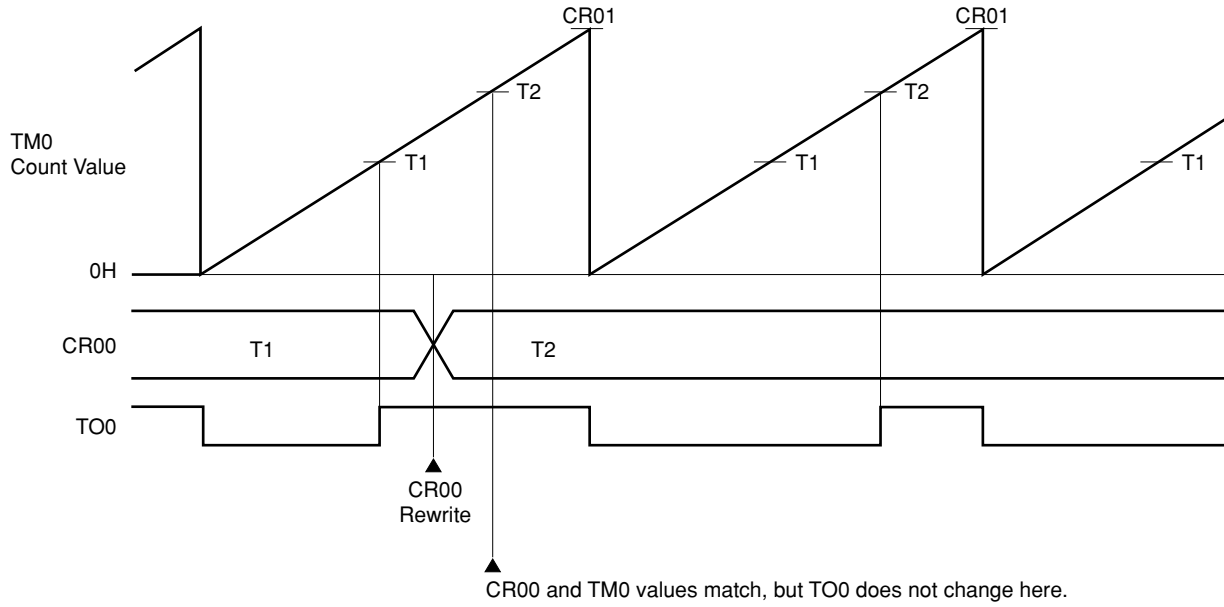 CR01
CR01
T2
T2
TM0
Count Value
T1
T1
T1
0H
CR00
T1
T2
TO0
CR00
Rewrite
CR00 and TM0 values match, but TO0 does not change here.